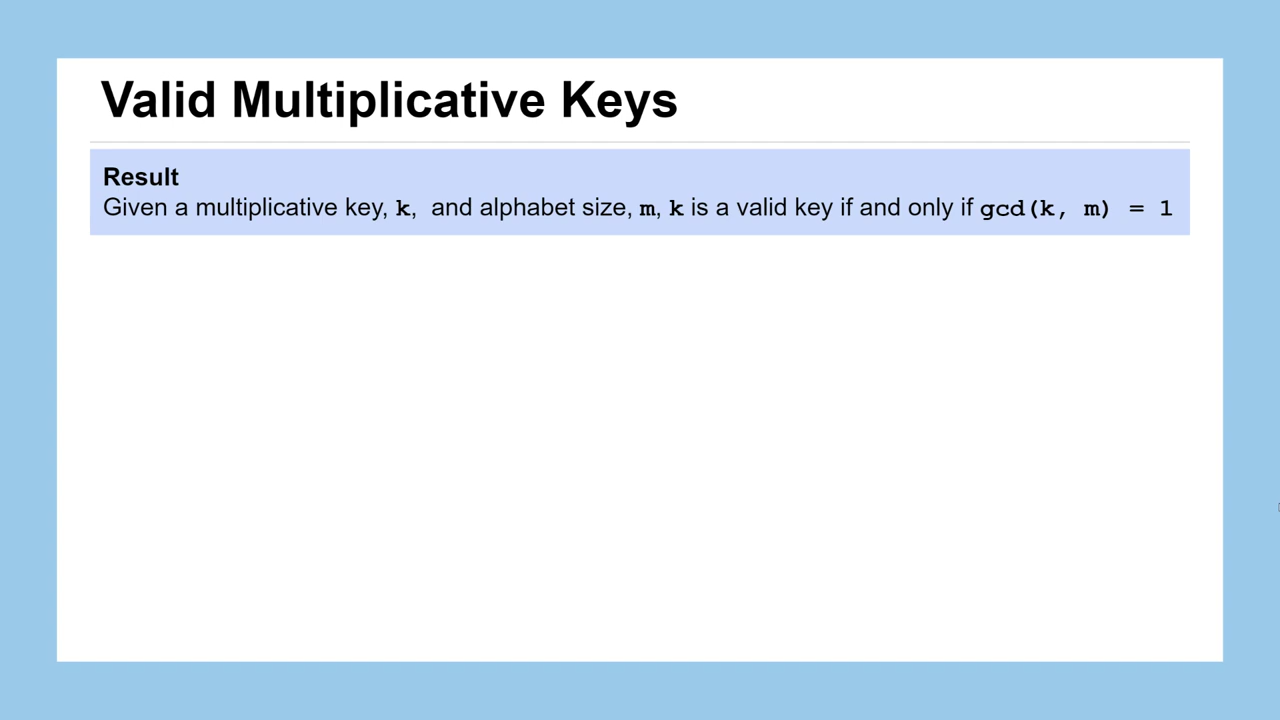 Valid Multiplicative Keys
Result
Given a multiplicative key, k, and alphabet size, m, k is a valid key if and only if gcd(k, m) = 1